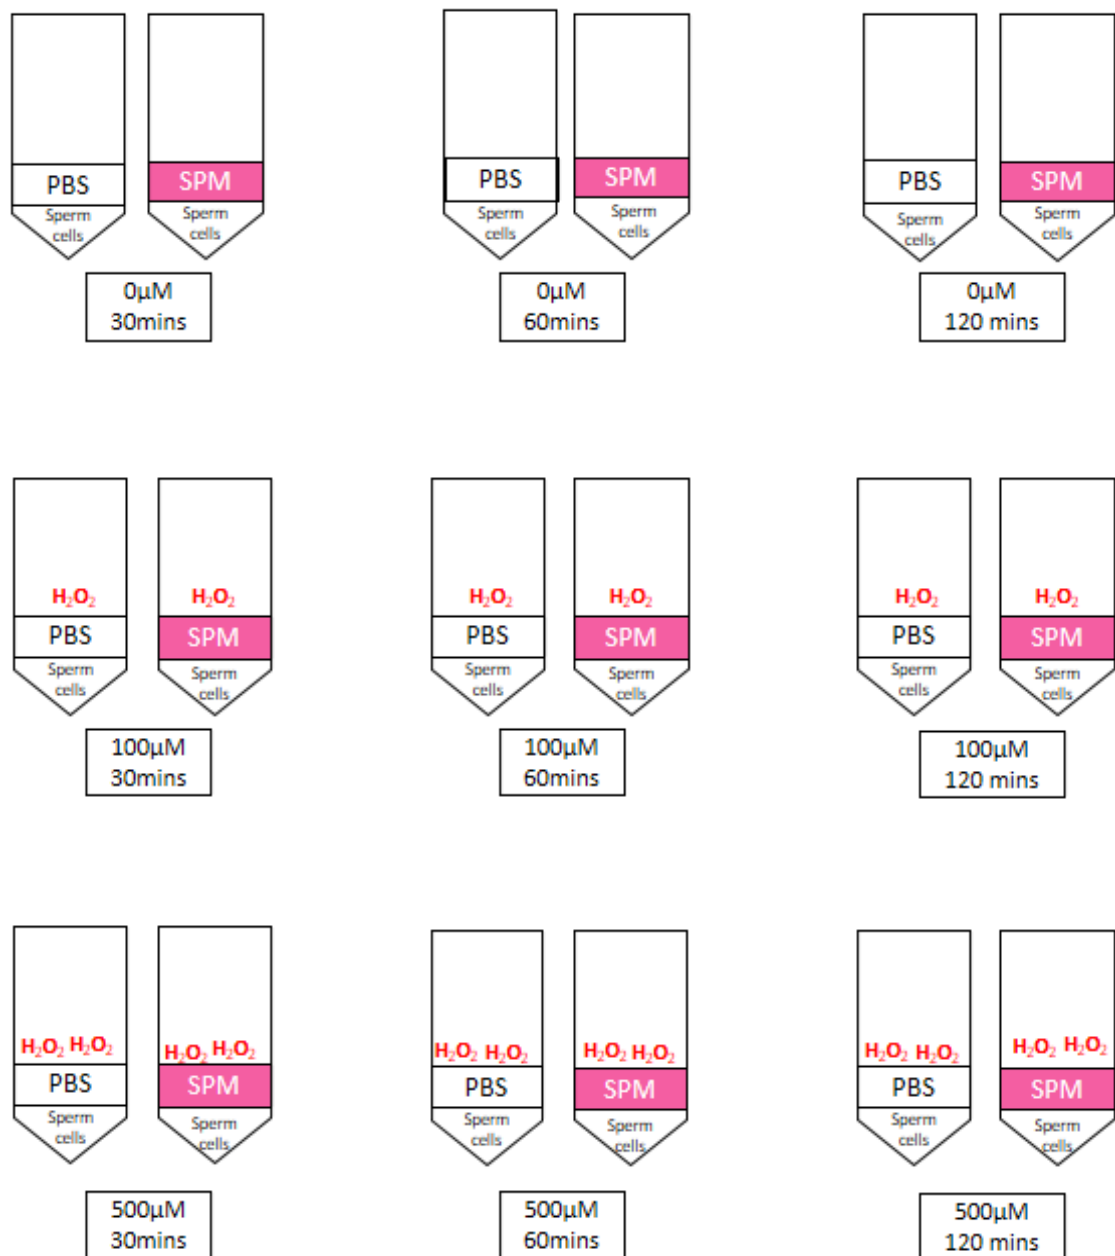 PBS SPM PBS SPM PBS SPM
Sperm cells Sperm cells Sperm cells Sperm cells Sperm cells Sperm cells
0µM 0µM 0µM
30mins 60mins 120 mins
H₂O₂ H₂O₂ H₂O₂ H₂O₂ H₂O₂ H₂O₂
PBS SPM PBS SPM PBS SPM
Sperm cells Sperm cells Sperm cells Sperm cells Sperm cells Sperm cells
100µM 100µM 100µM
30mins 60mins 120 mins
H₂O₂ H₂O₂ H₂O₂ H₂O₂ H₂O₂ H₂O₂ H₂O₂ H₂O₂ H₂O₂ H₂O₂ H₂O₂ H₂O₂
PBS SPM PBS SPM PBS SPM
Sperm cells Sperm cells Sperm cells Sperm cells Sperm cells Sperm cells
500µM 500µM 500µM
30mins 60mins 120 mins